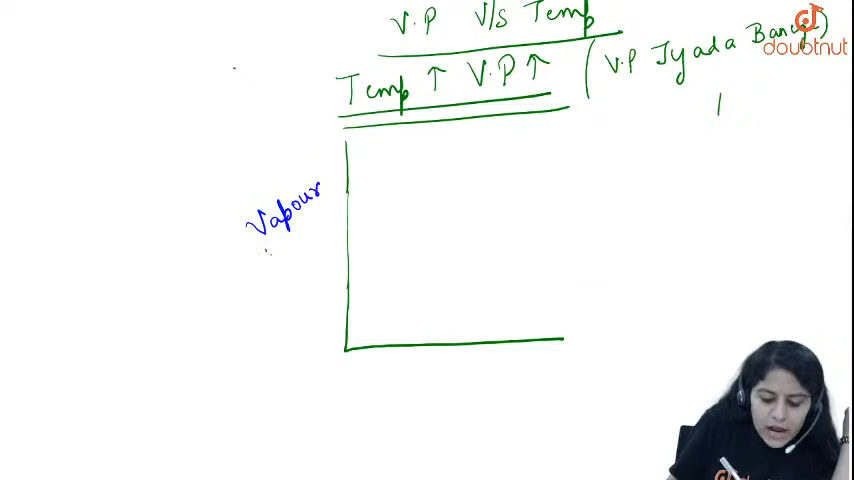 V.P V/S Temp
Temp ↑ V.P ↑ (V.P Jyada Banega)
doubtnut
Vapour